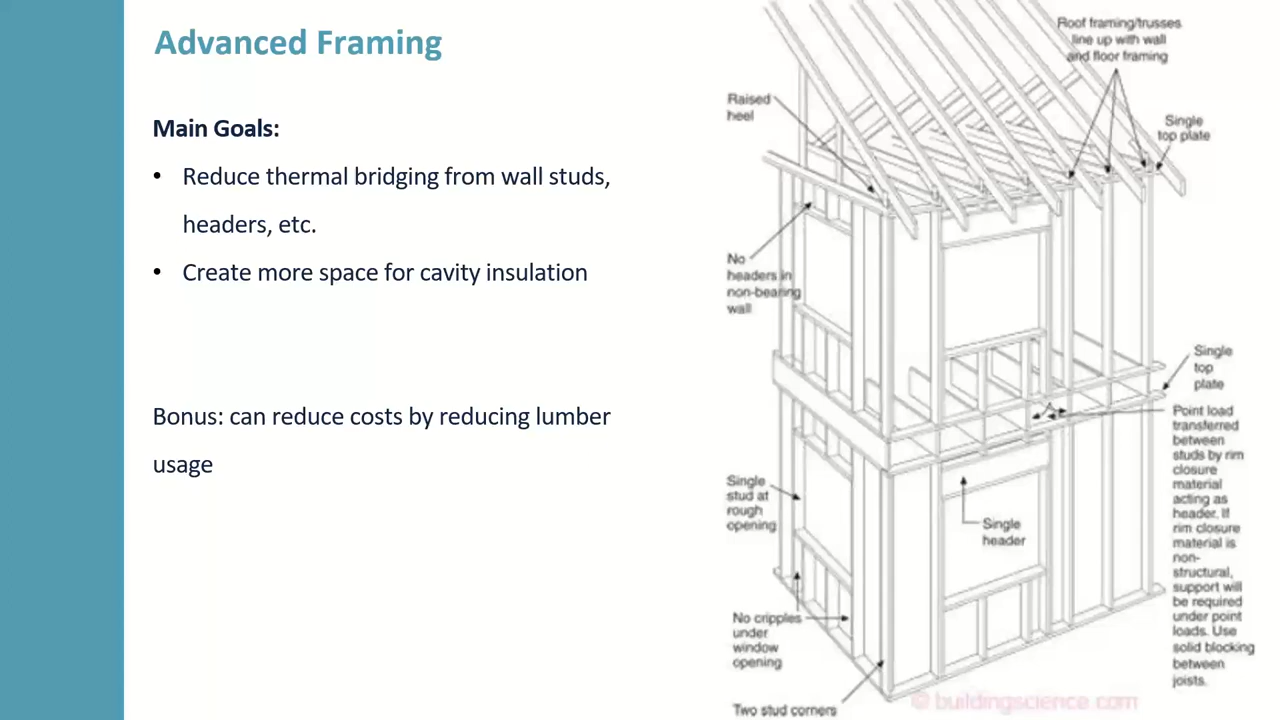 Advanced Framing
Main Goals:
• Reduce thermal bridging from wall studs,
headers, etc.
• Create more space for cavity insulation
Bonus: can reduce costs by reducing lumber
usage
Roof framing/trusses
line up with wall
and floor framing
Raised
heel
Single
top plate
No
headers in
non-bearing
wall
Single
top
plate
Point load
transferred
between
studs by rim
closure
material
acting as
header. If
rim closure
material is
non-
structural,
support will
be required
under point
loads. Use
solid blocking
between
joists.
Single
stud at
rough
opening
Single
header
No cripples
under
window
opening
Two stud corners
© buildingscience.com